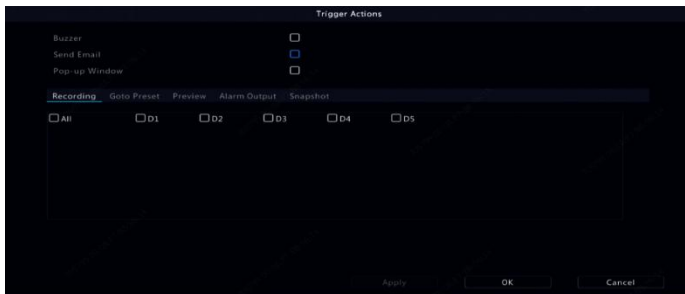 Trigger Actions
Buzzer
Send Email
Pop-up Window
Recording Goto Preset Preview Alarm Output Snapshot
All D1 D2 D3 D4 D5
Apply OK Cancel